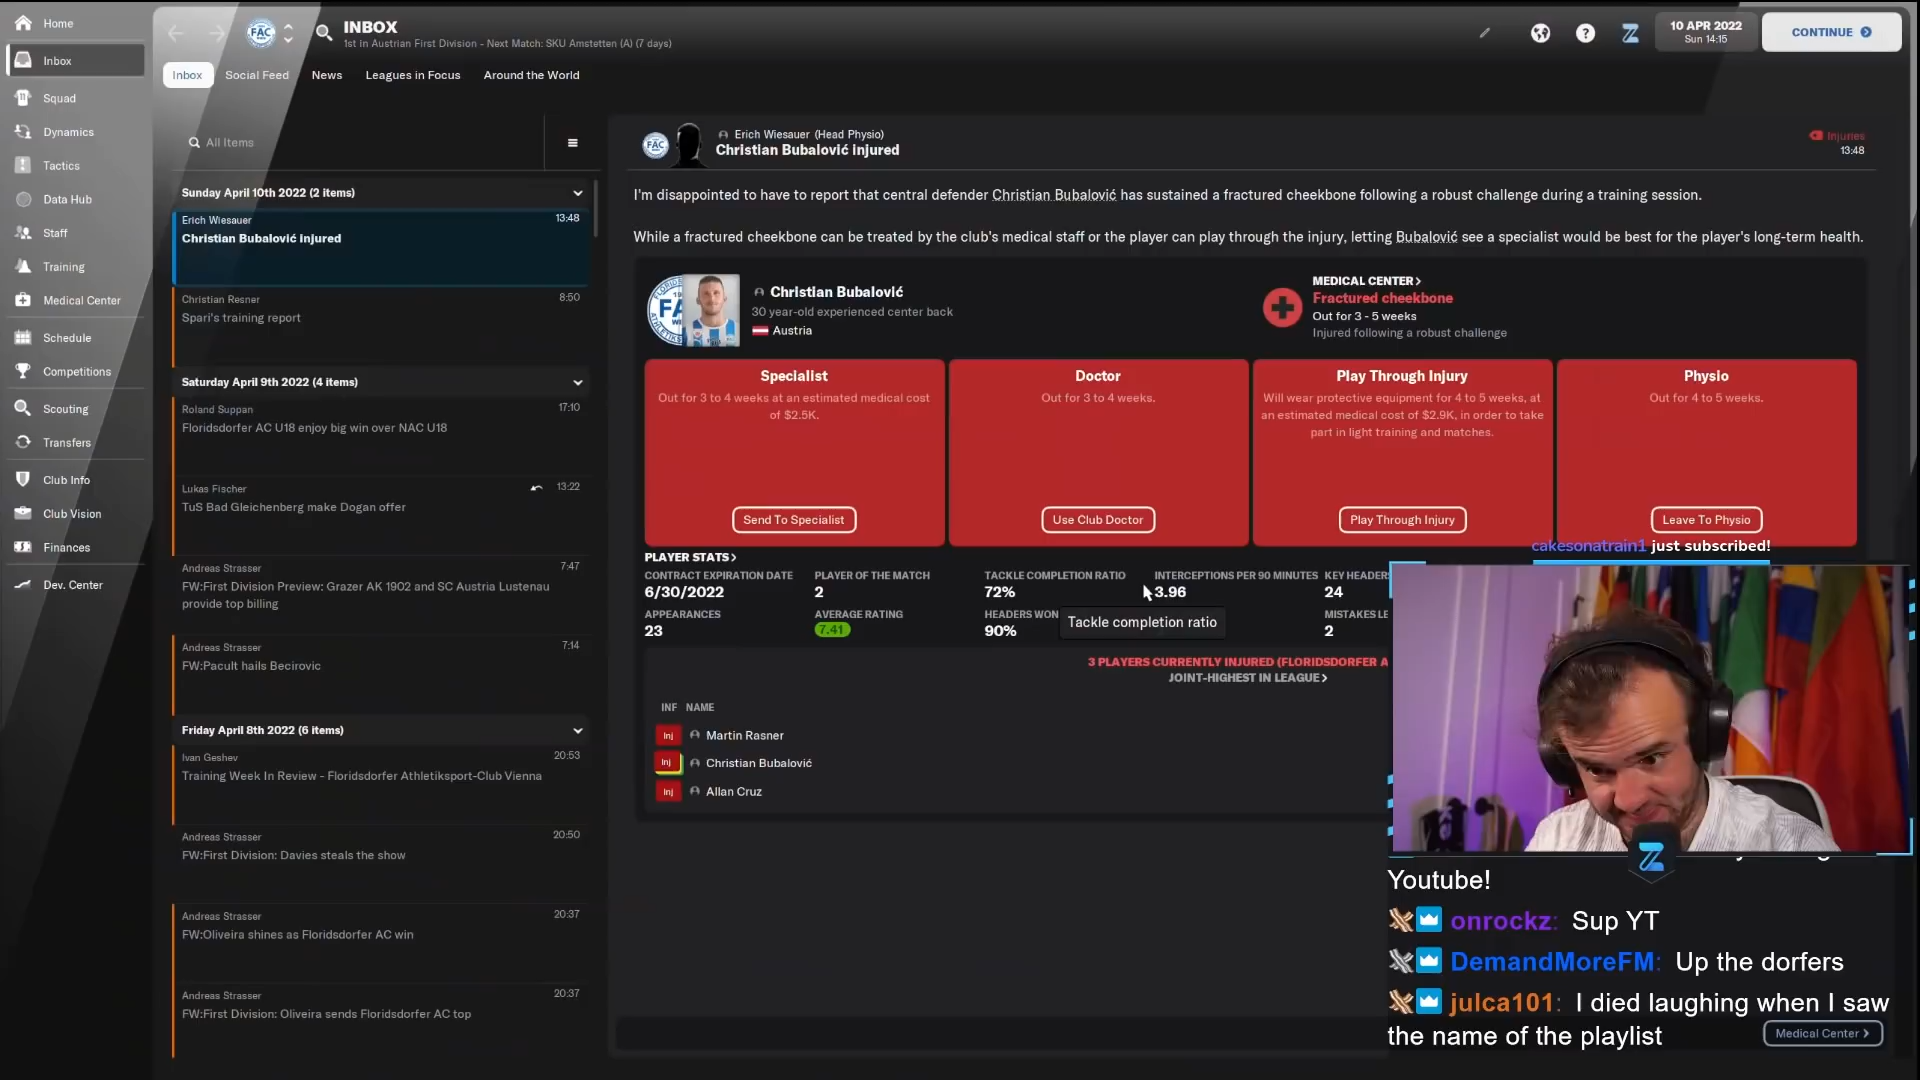 Home
Inbox
Squad
Dynamics
Tactics
Data Hub
Staff
Training
Medical Center
Schedule
Competitions
Scouting
Transfers
Club Info
Club Vision
Finances
Dev. Center
FAC
INBOX
1st in Austrian First Division - Next Match: SKU Amstetten (A) (7 days)
10 APR 2022
Sun 14:15
CONTINUE
Inbox
Social Feed
News
Leagues in Focus
Around the World
All Items
Sunday April 10th 2022 (2 items)
Erich Wiesauer
13:48
Christian Bubalović injured
Christian Resner
8:50
Spari's training report
Saturday April 9th 2022 (4 items)
Roland Suppan
17:10
Floridsdorfer AC U18 enjoy big win over NAC U18
Lukas Fischer
13:22
TuS Bad Gleichenberg make Dogan offer
Andreas Strasser
7:47
FW:First Division Preview: Grazer AK 1902 and SC Austria Lustenau
provide top billing
Andreas Strasser
7:14
FW:Pacult hails Becirovic
Friday April 8th 2022 (6 items)
Ivan Geshev
20:53
Training Week In Review - Floridsdorfer Athletiksport-Club Vienna
Andreas Strasser
20:50
FW:First Division: Davies steals the show
Andreas Strasser
20:37
FW:Oliveira shines as Floridsdorfer AC win
Andreas Strasser
20:37
FW:First Division: Oliveira sends Floridsdorfer AC top
FAC
Erich Wiesauer (Head Physio)
Christian Bubalović injured
Injuries
13:48
I'm disappointed to have to report that central defender Christian Bubalović has sustained a fractured cheekbone following a robust challenge during a training session.
While a fractured cheekbone can be treated by the club's medical staff or the player can play through the injury, letting Bubalović see a specialist would be best for the player's long-term health.
Christian Bubalović
30 year-old experienced center back
Austria
MEDICAL CENTER>
Fractured cheekbone
Out for 3 - 5 weeks
Injured following a robust challenge
Specialist
Out for 3 to 4 weeks at an estimated medical cost
of $2.5K.
Send To Specialist
Doctor
Out for 3 to 4 weeks.
Use Club Doctor
Play Through Injury
Will wear protective equipment for 4 to 5 weeks, at
an estimated medical cost of $2.9K, in order to take
part in light training and matches.
Play Through Injury
Physio
Out for 4 to 5 weeks.
Leave To Physio
cakesonatrain1 just subscribed!
PLAYER STATS>
CONTRACT EXPIRATION DATE
6/30/2022
PLAYER OF THE MATCH
2
TACKLE COMPLETION RATIO
72%
INTERCEPTIONS PER 90 MINUTES
3.96
KEY HEADER
24
APPEARANCES
23
AVERAGE RATING
7.41
HEADERS WON
90%
Tackle completion ratio
MISTAKES LE
2
3 PLAYERS CURRENTLY INJURED (FLORIDSDORFER A
JOINT-HIGHEST IN LEAGUE>
INF NAME
Inj Martin Rasner
Inj Christian Bubalović
Inj Allan Cruz
Youtube!
onrockz: Sup YT
DemandMoreFM: Up the dorfers
julca101: I died laughing when I saw
the name of the playlist
Medical Center >